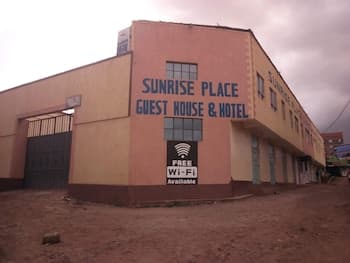 SUNRISE PLACE
GUEST HOUSE & HOTEL
FREE
Wi-Fi
Available